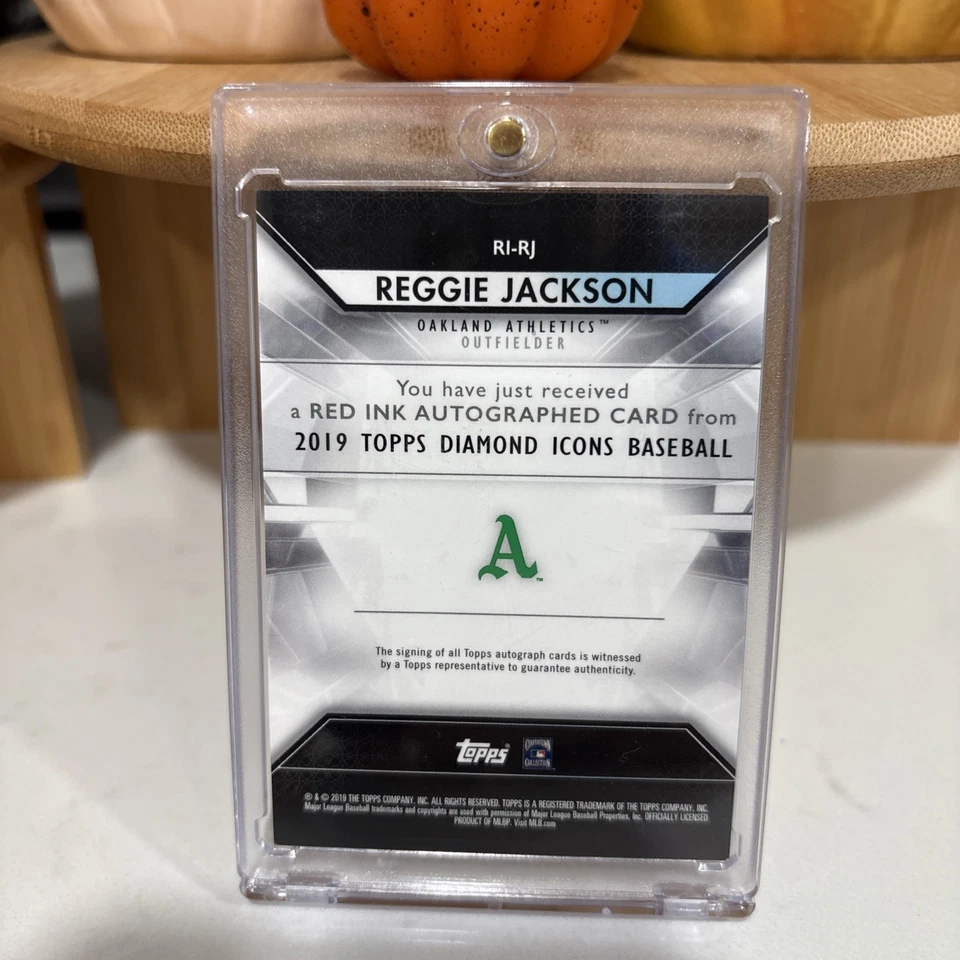 RI-RJ
REGGIE JACKSON
OAKLAND ATHLETICS™
OUTFIELDER
You have just received
a RED INK AUTOGRAPHED CARD from
2019 TOPPS DIAMOND ICONS BASEBALL
A™
The signing of all Topps autograph cards is witnessed
by a Topps representative to guarantee authenticity.
topps®
COOPERSTOWN
COLLECTION
® & © 2019 THE TOPPS COMPANY, INC. ALL RIGHTS RESERVED. TOPPS IS A REGISTERED TRADEMARK OF THE TOPPS COMPANY, INC.
Major League Baseball trademarks and copyrights are used with permission of Major League Baseball Properties, Inc. OFFICIALLY LICENSED
PRODUCT OF MLBP. Visit MLB.com